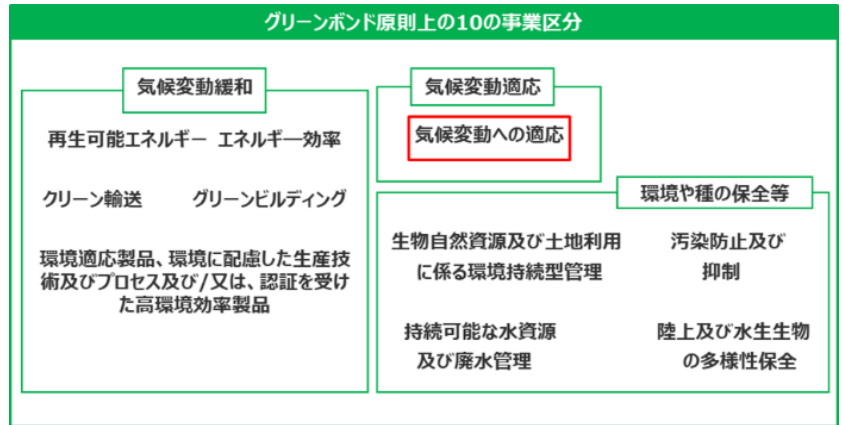 グリーンボンド原則上の10の事業区分
気候変動緩和
再生可能エネルギー エネルギー効率
クリーン輸送 グリーンビルディング
環境適応製品、環境に配慮した生産技
術及びプロセス及び/又は、認証を受け
た高環境効率製品
気候変動適応
気候変動への適応
環境や種の保全等
生物自然資源及び土地利用
に係る環境持続型管理
汚染防止及び
抑制
持続可能な水資源
及び廃水管理
陸上及び水生生物
の多様性保全